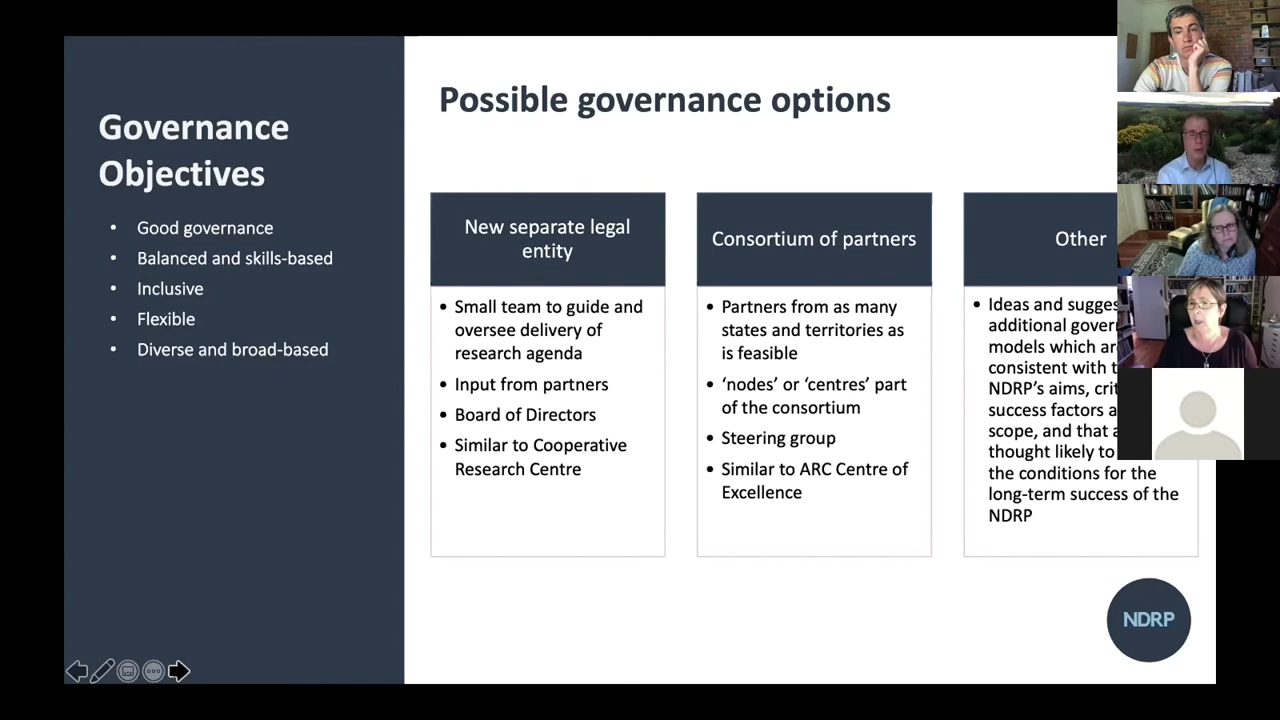 Governance
Objectives
• Good governance
• Balanced and skills-based
• Inclusive
• Flexible
• Diverse and broad-based
Possible governance options
New separate legal
entity
• Small team to guide and
oversee delivery of
research agenda
• Input from partners
• Board of Directors
• Similar to Cooperative
Research Centre
Consortium of partners
• Partners from as many
states and territories as
is feasible
• ‘nodes’ or ‘centres’ part
of the consortium
• Steering group
• Similar to ARC Centre of
Excellence
Other
• Ideas and
additional
models which
consistent with
NDRP’s aims,
success factors
scope, and that
thought likely to
the conditions for the
long-term success of the
NDRP
NDRP